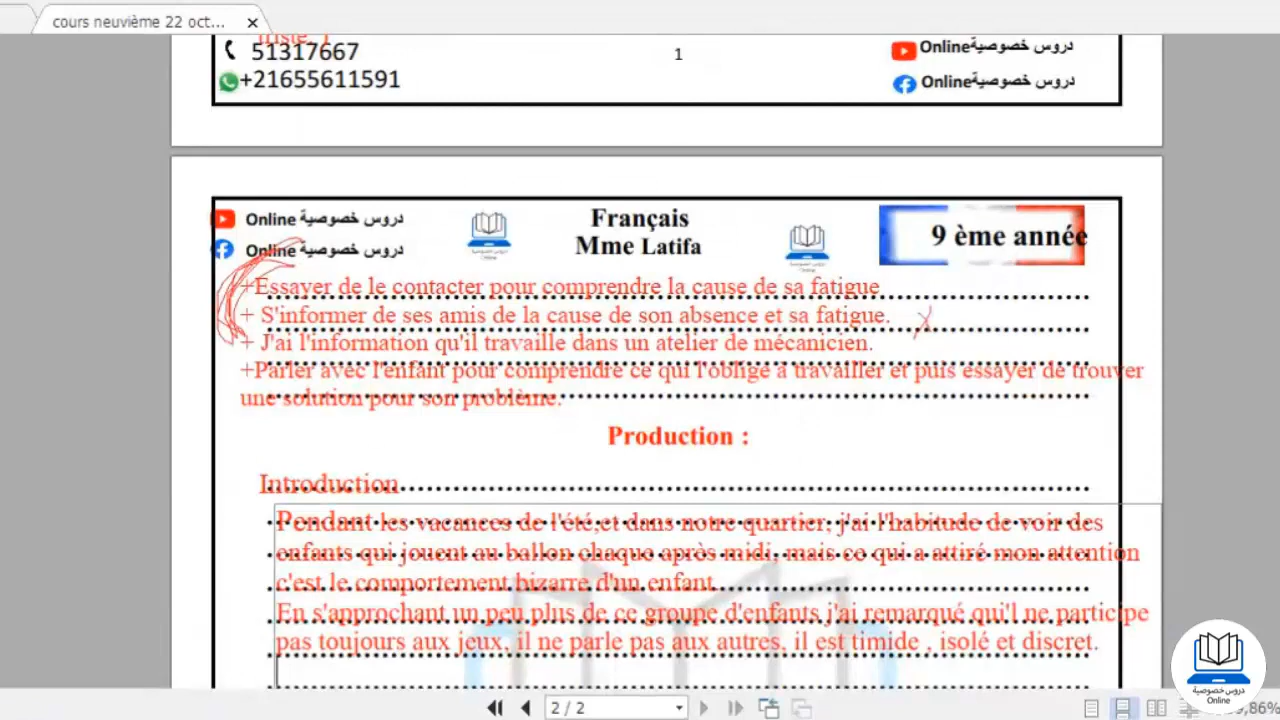 cours neuvième 22 oct...
triste, )
51317667
+21655611591
1
Onlineدروس خصوصية
Onlineدروس خصوصية
Online دروس خصوصية
Online دروس خصوصية
Français
Mme Latifa
9 ème année
+Essayer de le contacter pour comprendre la cause de sa fatigue
+ S'informer de ses amis de la cause de son absence et sa fatigue.
+ J'ai l'information qu'il travaille dans un atelier de mécanicien.
+Parler avec l'enfant pour comprendre ce qui l'oblige a travailler et puis essayer de trouver
une solution pour son problème.
Production :
Introduction
Pendant les vacances de l'été,et dans notre quartier, j'ai l'habitude de voir des
enfants qui jouent au ballon chaque après midi, mais ce qui a attiré mon attention
c'est le comportement bizarre d'un enfant.
En s'approchant un peu plus de ce groupe d'enfants j'ai remarqué qui'l ne participe
pas toujours aux jeux, il ne parle pas aux autres, il est timide , isolé et discret.
دروس خصوصية
Online
2 / 2
9,86%